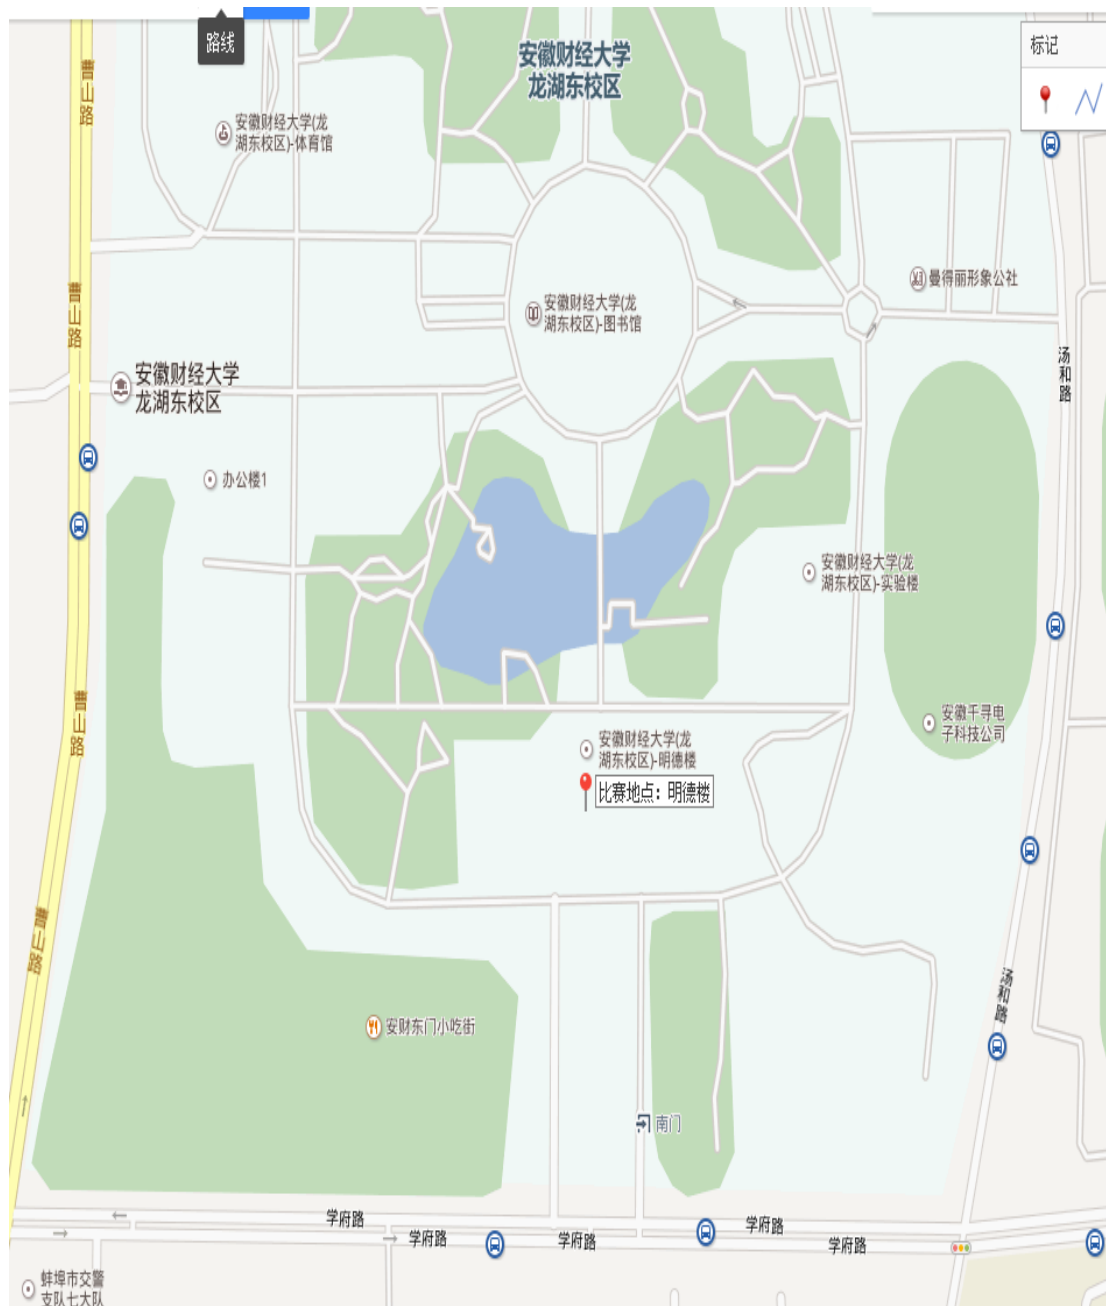 路线
安徽财经大学
龙湖东校区
标记
曹山路
安徽财经大学(龙
湖东校区)-体育馆
曼得丽形象公社
曹山路
安徽财经大学(龙
湖东校区)-图书馆
汤和路
安徽财经大学
龙湖东校区
办公楼1
安徽财经大学(龙
湖东校区)-实验楼
曹山路
安徽千寻电
子科技公司
安徽财经大学(龙
湖东校区)-明德楼
比赛地点：明德楼
曹山路
汤和路
安财东门小吃街
南门
学府路
学府路
学府路
学府路
学府路
蚌埠市交警
支队七大队